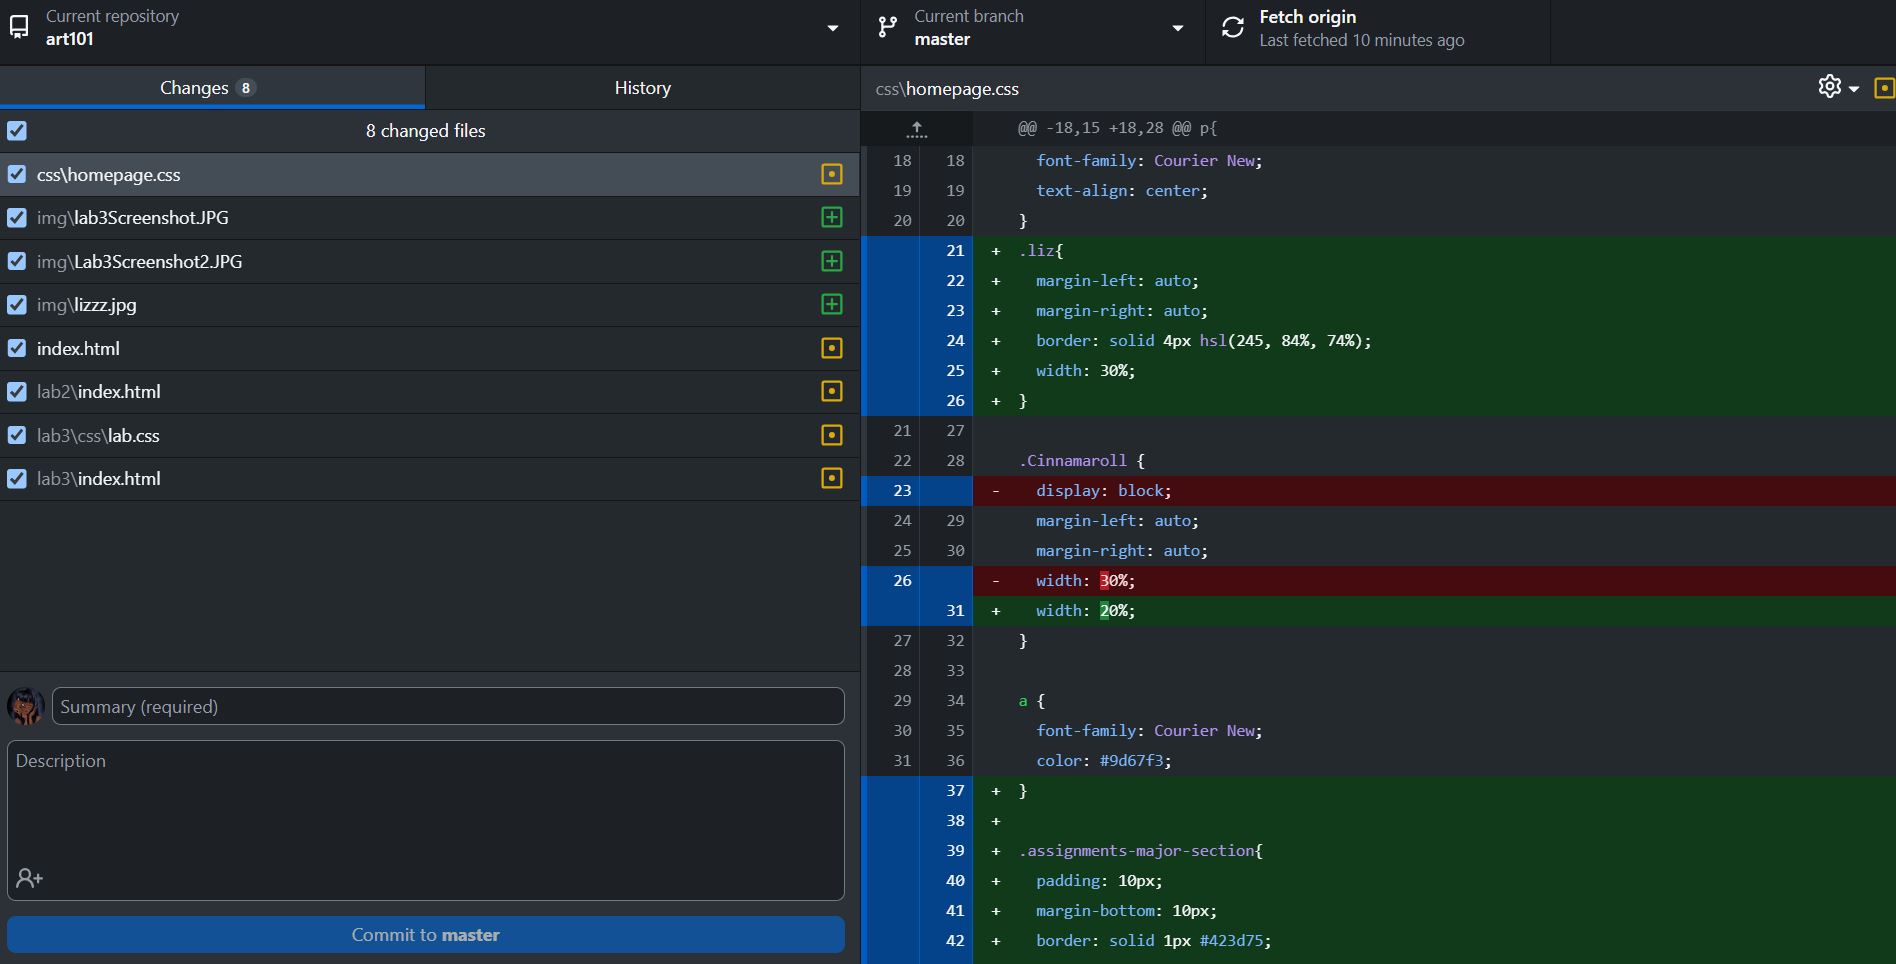 Current repository
art101
Current branch
master
Fetch origin
Last fetched 10 minutes ago
Changes 8
History
8 changed files
css\homepage.css
img\lab3Screenshot.JPG
img\Lab3Screenshot2.JPG
img\lizzz.jpg
index.html
lab2\index.html
lab3\css\lab.css
lab3\index.html
Summary (required)
Description
Commit to master
css\homepage.css
@@ -18,15 +18,28 @@ p{
18 18 font-family: Courier New;
19 19 text-align: center;
20 20 }
21 + .liz{
22 + margin-left: auto;
23 + margin-right: auto;
24 + border: solid 4px hsl(245, 84%, 74%);
25 + width: 30%;
26 + }
21 27
22 28 .Cinnamaroll {
23 - display: block;
24 29 margin-left: auto;
25 30 margin-right: auto;
26 - width: 30%;
31 + width: 20%;
27 32 }
28 33
29 34 a {
30 35 font-family: Courier New;
31 36 color: #9d67f3;
37 + }
38 +
39 + .assignments-major-section{
40 + padding: 10px;
41 + margin-bottom: 10px;
42 + border: solid 1px #423d75;